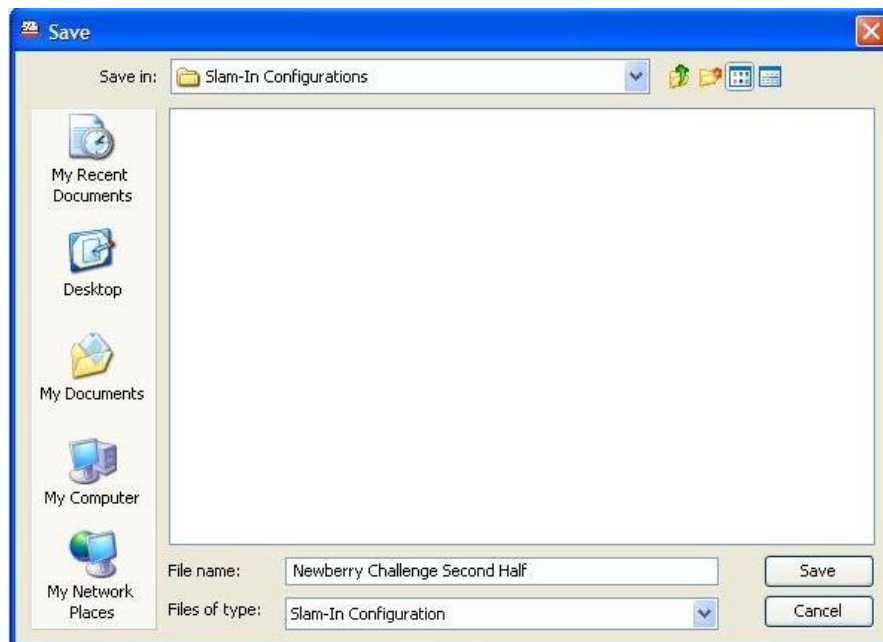 Save
Save in:
Slam-In Configurations
My Recent
Documents
Desktop
My Documents
My Computer
My Network
Places
File name:
Newberry Challenge Second Half
Save
Files of type:
Slam-In Configuration
Cancel